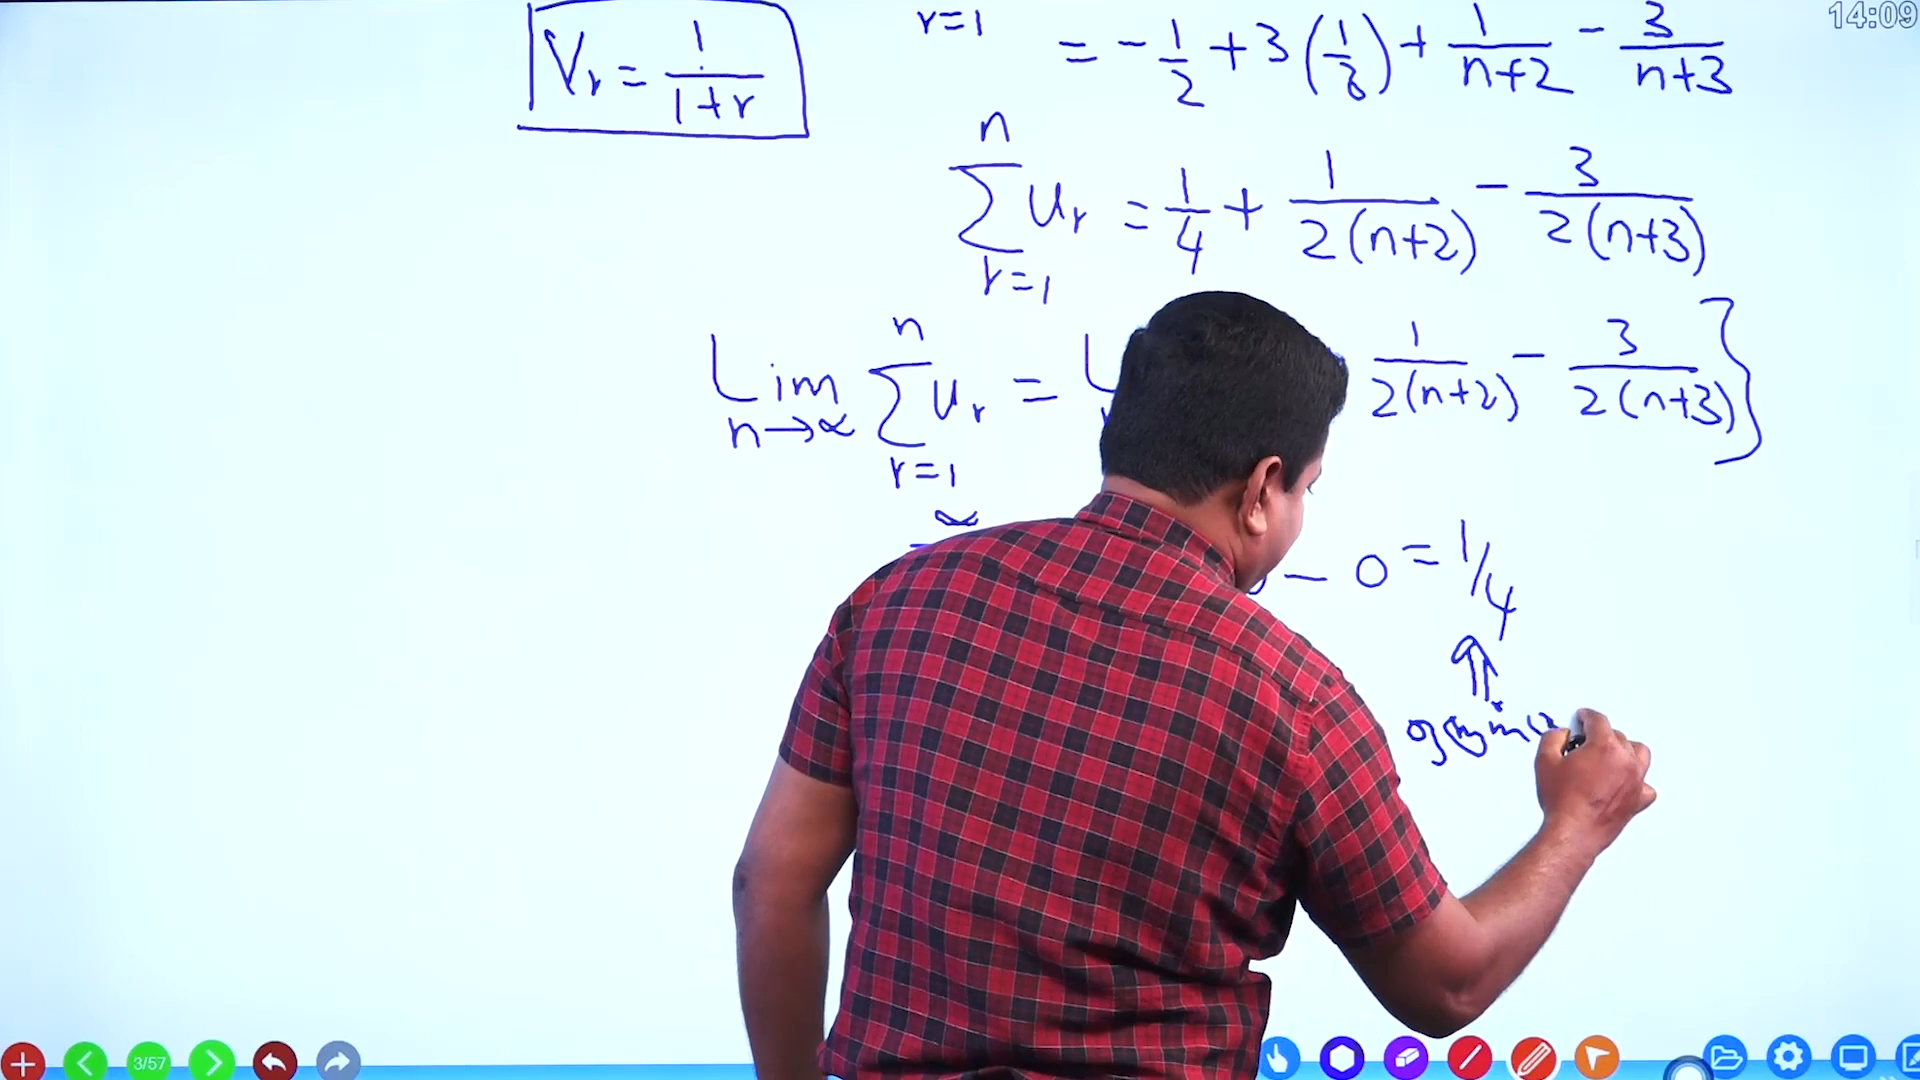 14:09
V_r = 1/(1+r)
r=1
= - 1/2 + 3(1/3) + 1/(n+2) - 3/(n+3)
n
∑ u_r = 1/4 + 1/(2(n+2)) - 3/(2(n+3))
r=1
n
Lim ∑ u_r = L 1/(2(n+2)) - 3/(2(n+3)) }
n→∝
r=1
∝
- 0 = 1/4
3/57